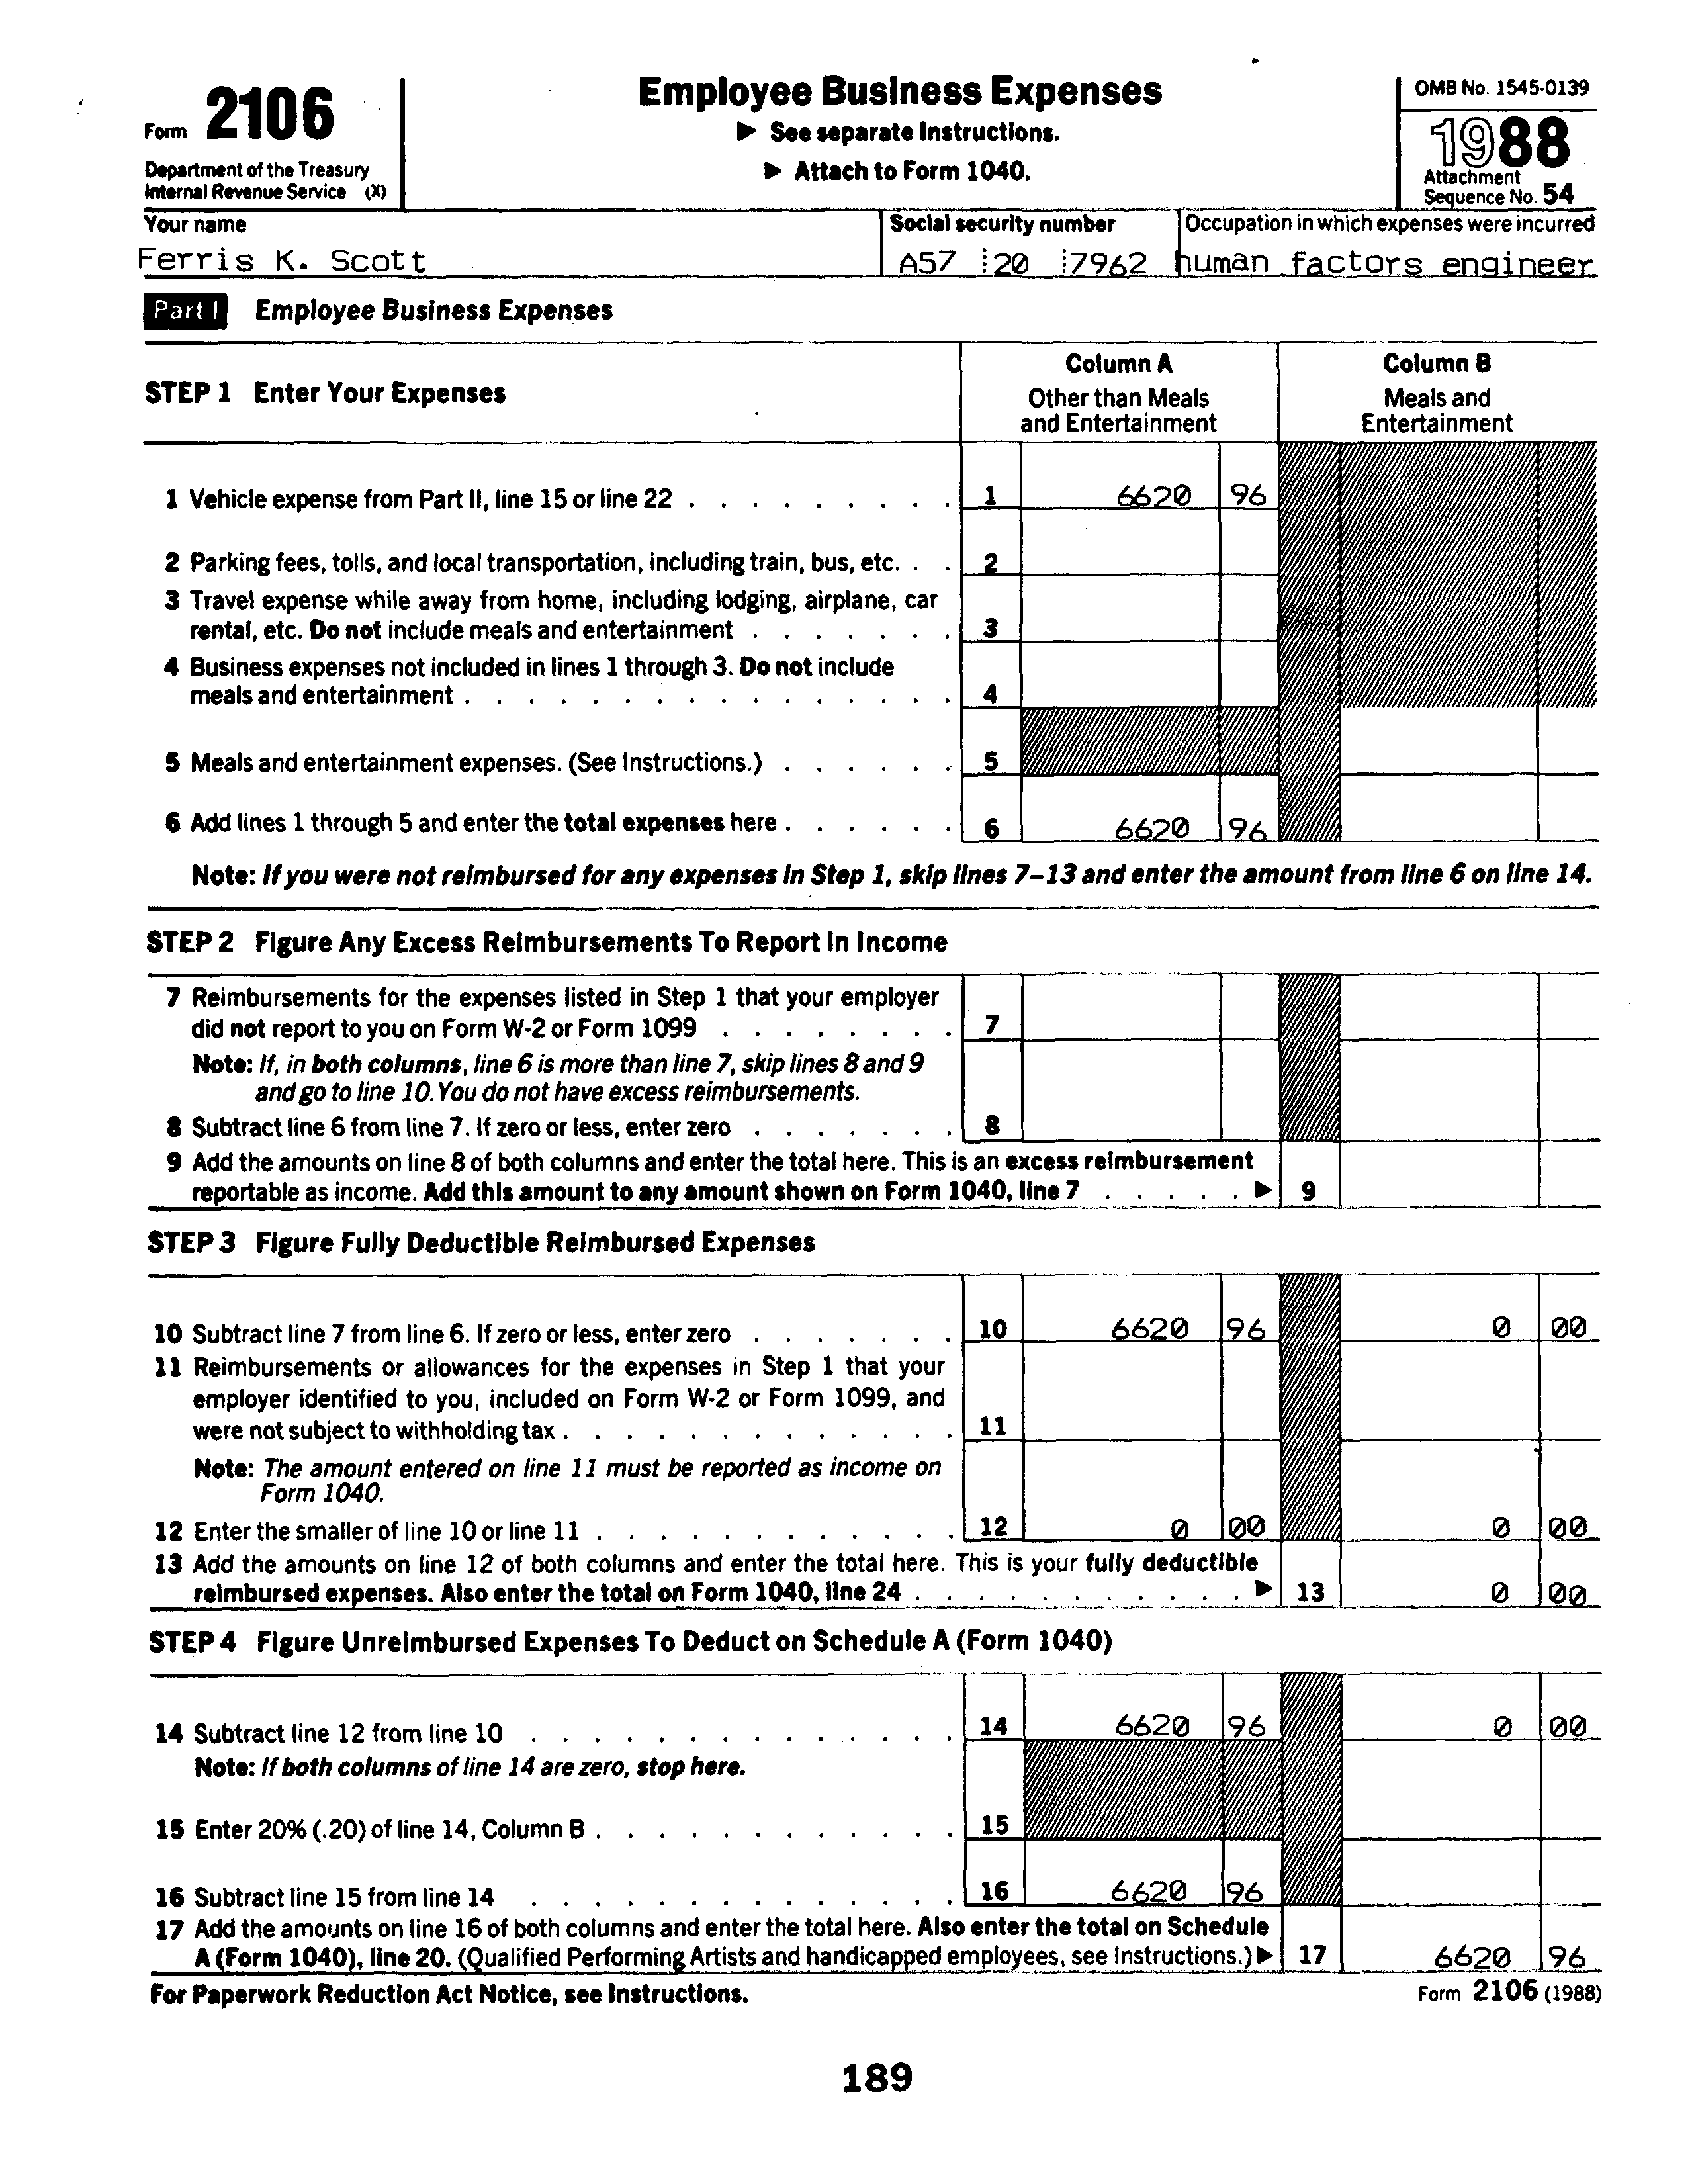 Form 2106
Department of the Treasury
Internal Revenue Service (X)
Employee Business Expenses
▶ See separate Instructions.
▶ Attach to Form 1040.
OMB No. 1545-0139
1988
Attachment
Sequence No. 54
Your name
Ferris K. Scott
Social security number
A57 20 7962
Occupation in which expenses were incurred
human factors engineer
Part I Employee Business Expenses
STEP 1 Enter Your Expenses
Column A
Other than Meals
and Entertainment
Column B
Meals and
Entertainment
1 Vehicle expense from Part II, line 15 or line 22 . . . . . . . . . 1 6620 96
2 Parking fees, tolls, and local transportation, including train, bus, etc. . . 2
3 Travel expense while away from home, including lodging, airplane, car
rental, etc. Do not include meals and entertainment . . . . . . . 3
4 Business expenses not included in lines 1 through 3. Do not include
meals and entertainment . . . . . . . . . . . . . . . . 4
5 Meals and entertainment expenses. (See Instructions.) . . . . . . 5
6 Add lines 1 through 5 and enter the total expenses here . . . . . . 6 6620 96
Note: If you were not reimbursed for any expenses in Step 1, skip lines 7–13 and enter the amount from line 6 on line 14.
STEP 2 Figure Any Excess Reimbursements To Report In Income
7 Reimbursements for the expenses listed in Step 1 that your employer
did not report to you on Form W-2 or Form 1099 . . . . . . . . 7
Note: If, in both columns, line 6 is more than line 7, skip lines 8 and 9
and go to line 10. You do not have excess reimbursements.
8 Subtract line 6 from line 7. If zero or less, enter zero . . . . . . . 8
9 Add the amounts on line 8 of both columns and enter the total here. This is an excess reimbursement
reportable as income. Add this amount to any amount shown on Form 1040, line 7 . . . . . ▶ 9
STEP 3 Figure Fully Deductible Reimbursed Expenses
10 Subtract line 7 from line 6. If zero or less, enter zero . . . . . . . 10 6620 96 0 00
11 Reimbursements or allowances for the expenses in Step 1 that your
employer identified to you, included on Form W-2 or Form 1099, and
were not subject to withholding tax . . . . . . . . . . . . . 11
Note: The amount entered on line 11 must be reported as income on
Form 1040.
12 Enter the smaller of line 10 or line 11 . . . . . . . . . . . . 12 0 00 0 00
13 Add the amounts on line 12 of both columns and enter the total here. This is your fully deductible
reimbursed expenses. Also enter the total on Form 1040, line 24 . . . . . . . . . . . ▶ 13 0 00
STEP 4 Figure Unreimbursed Expenses To Deduct on Schedule A (Form 1040)
14 Subtract line 12 from line 10 . . . . . . . . . . . . . . 14 6620 96 0 00
Note: If both columns of line 14 are zero, stop here.
15 Enter 20% (.20) of line 14, Column B . . . . . . . . . . . . 15
16 Subtract line 15 from line 14 . . . . . . . . . . . . . . 16 6620 96
17 Add the amounts on line 16 of both columns and enter the total here. Also enter the total on Schedule
A (Form 1040), line 20. (Qualified Performing Artists and handicapped employees, see Instructions.) ▶ 17 6620 96
For Paperwork Reduction Act Notice, see Instructions.
Form 2106 (1988)
189